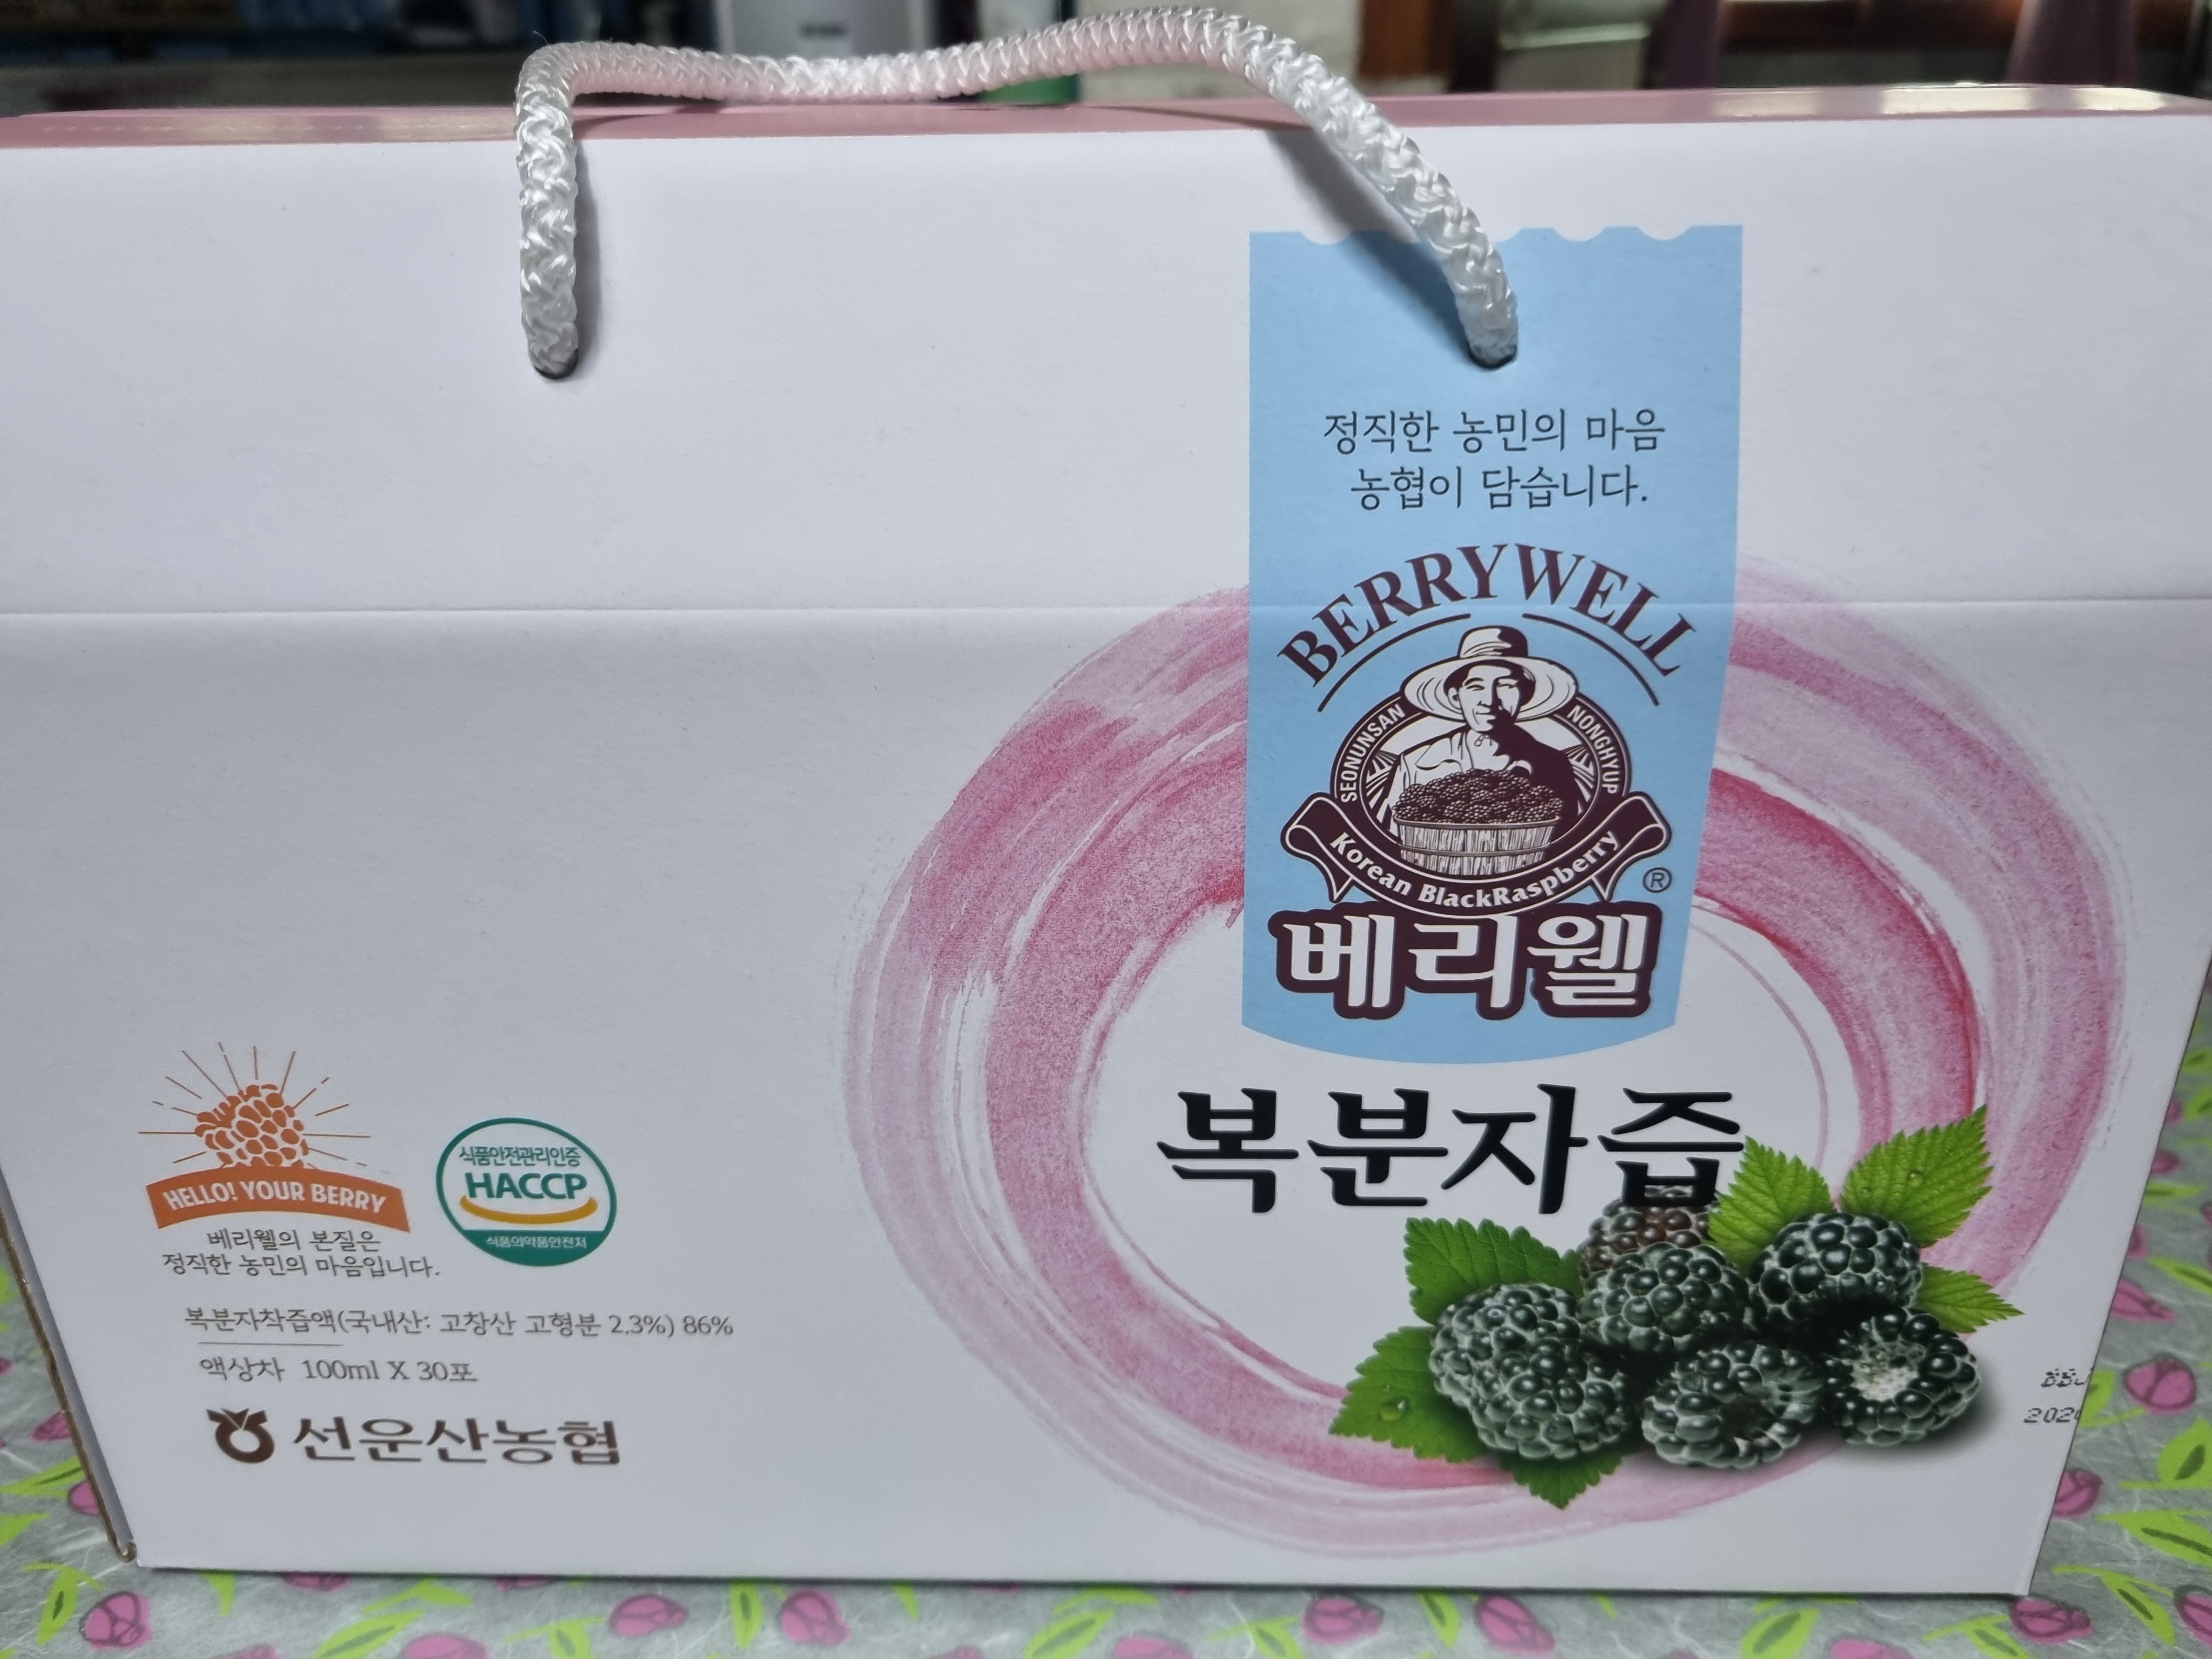 정직한 농민의 마음
농협이 담습니다.
BERRYWELL
SEONUNSAN NONGHYUP
Korean BlackRaspberry
®
베리웰
복분자즙
HELLO! YOUR BERRY
베리웰의 본질은
정직한 농민의 마음입니다.
식품안전관리인증
HACCP
식품의약품안전처
복분자착즙액(국내산: 고창산 고형분 2.3%) 86%
액상차 100ml X 30포
선운산농협